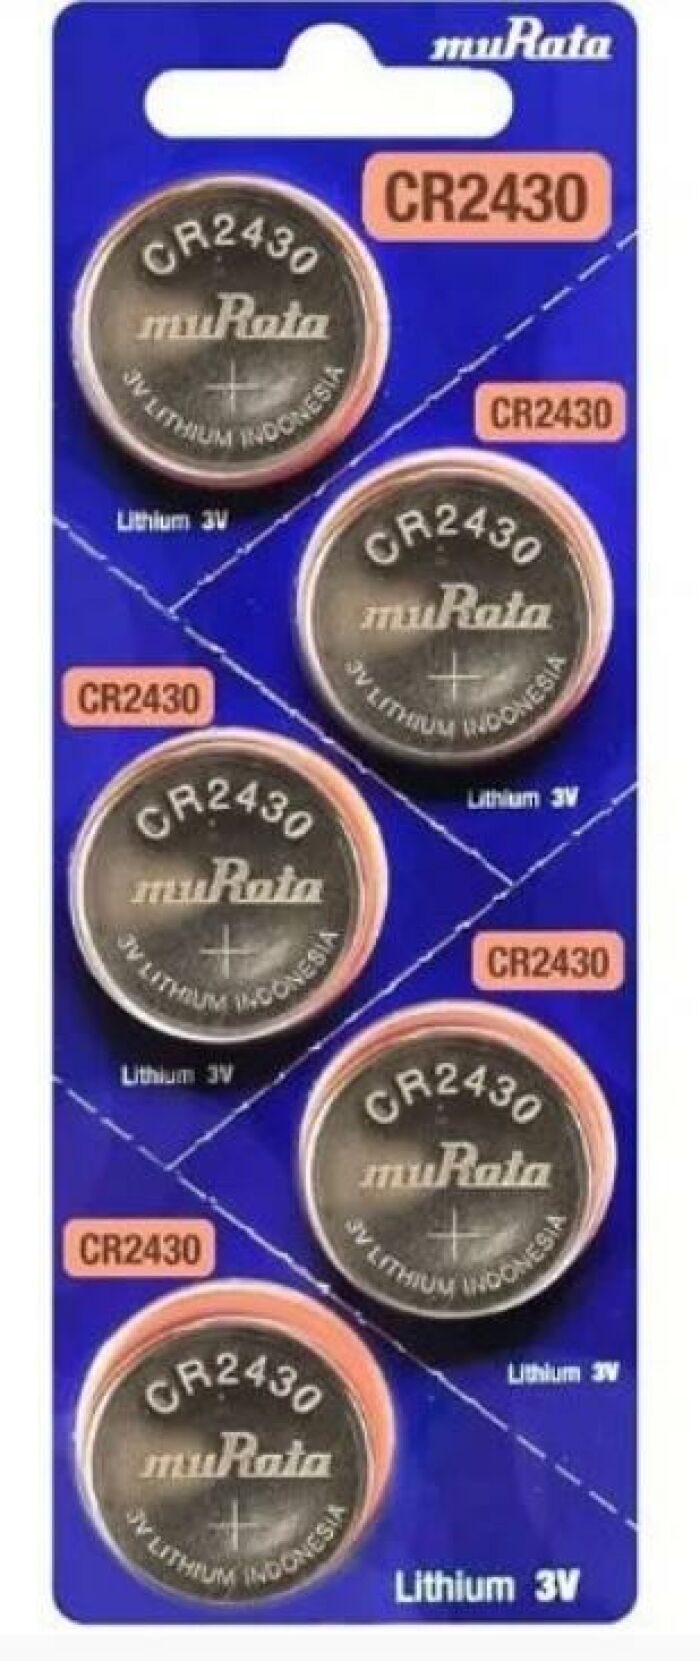 muRata
CR2430
CR2430
muRata
+
3V LITHIUM INDONESIA
Lithium 3V
CR2430
CR2430
muRata
+
3V LITHIUM INDONESIA
Lithium 3V
CR2430
CR2430
muRata
+
3V LITHIUM INDONESIA
Lithium 3V
CR2430
CR2430
muRata
+
3V LITHIUM INDONESIA
Lithium 3V
CR2430
CR2430
muRata
+
3V LITHIUM INDONESIA
Lithium 3V